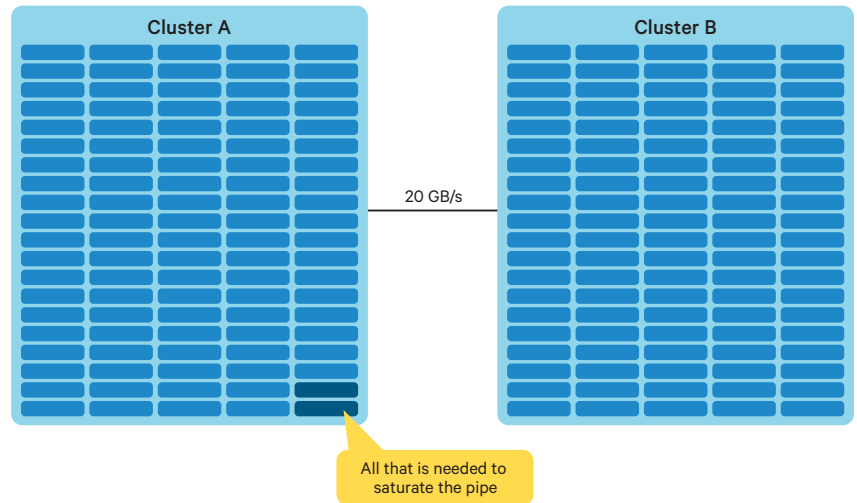 Cluster A
Cluster B
20 GB/s
All that is needed to
saturate the pipe